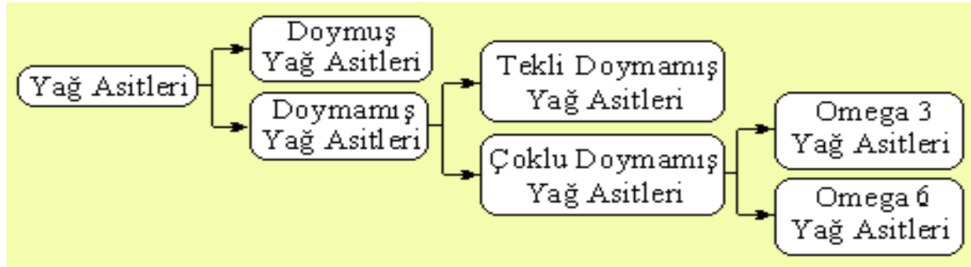 Yağ Asitleri
Doymuş
Yağ Asitleri
Doymamış
Yağ Asitleri
Tekli Doymamış
Yağ Asitleri
Çoklu Doymamış
Yağ Asitleri
Omega 3
Yağ Asitleri
Omega 6
Yağ Asitleri